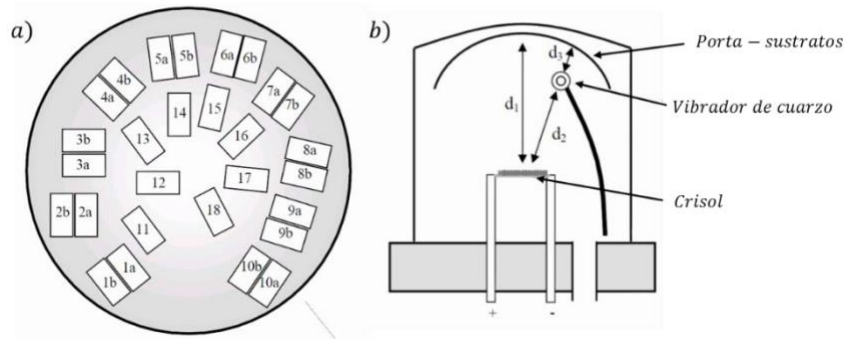 a)
5a 5b
6a 6b
4b
4a
7a
7b
14
15
13
16
3b
3a
8a
8b
12
17
2b 2a
18
9a
9b
11
1a
1b
10b
10a
b)
d₃
Porta − sustratos
d₁
Vibrador de cuarzo
d₂
Crisol
+ -